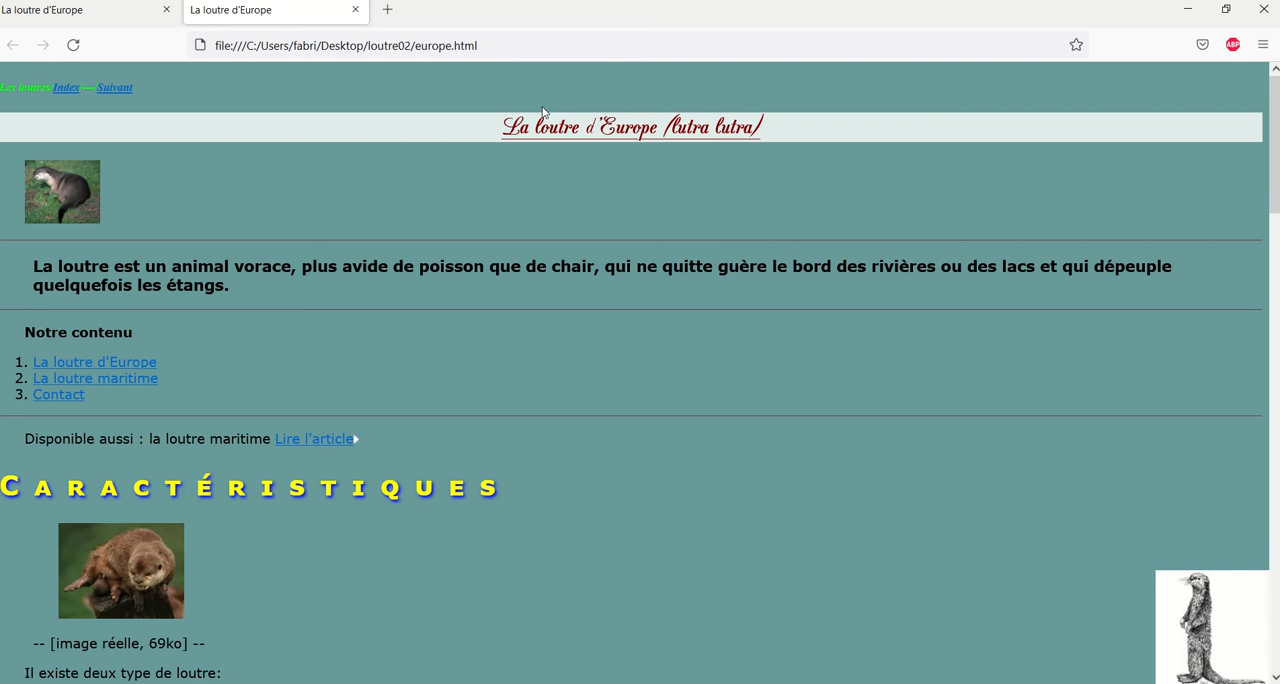 La loutre d'Europe
La loutre d'Europe
file:///C:/Users/fabri/Desktop/loutre02/europe.html
ABP
Les loutres Index --- Suivant
La loutre d'Europe (lutra lutra)
La loutre est un animal vorace, plus avide de poisson que de chair, qui ne quitte guère le bord des rivières ou des lacs et qui dépeuple
quelquefois les étangs.
Notre contenu
1. La loutre d'Europe
2. La loutre maritime
3. Contact
Disponible aussi : la loutre maritime Lire l'article
CARACTÉRISTIQUES
-- [image réelle, 69ko] --
Il existe deux type de loutre: